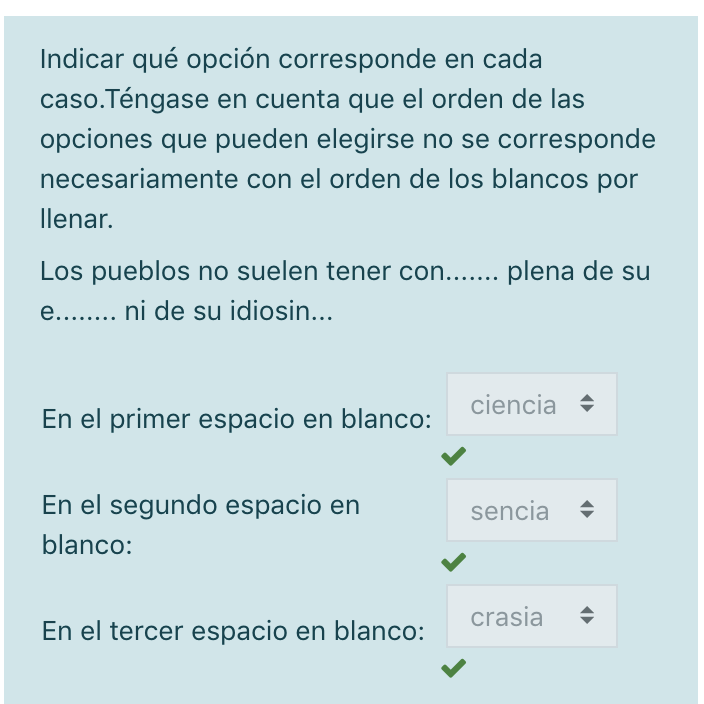 Indicar qué opción corresponde en cada
caso.Téngase en cuenta que el orden de las
opciones que pueden elegirse no se corresponde
necesariamente con el orden de los blancos por
llenar.
Los pueblos no suelen tener con....... plena de su
e........ ni de su idiosin...
En el primer espacio en blanco:
ciencia
En el segundo espacio en
blanco:
sencia
En el tercer espacio en blanco:
crasia